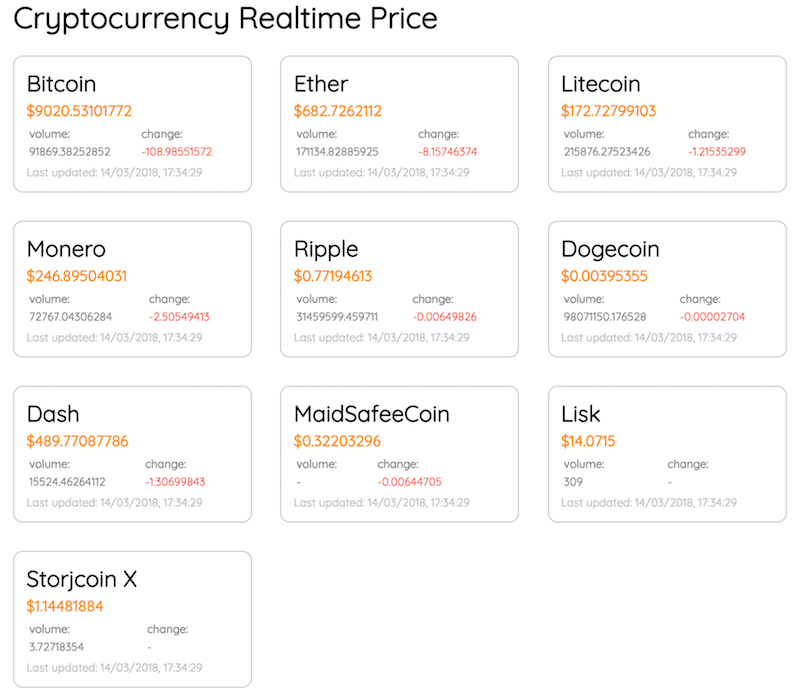 Cryptocurrency Realtime Price
Bitcoin
$9020.53101772
volume: change:
91869.38252852 -108.98551572
Last updated: 14/03/2018, 17:34:29
Ether
$682.7262112
volume: change:
171134.82885925 -8.15746374
Last updated: 14/03/2018, 17:34:29
Litecoin
$172.72799103
volume: change:
215876.27523426 -1.21535299
Last updated: 14/03/2018, 17:34:29
Monero
$246.89504031
volume: change:
72767.04306284 -2.50549413
Last updated: 14/03/2018, 17:34:29
Ripple
$0.77194613
volume: change:
31459599.459711 -0.00649826
Last updated: 14/03/2018, 17:34:29
Dogecoin
$0.00395355
volume: change:
98071150.176528 -0.00002704
Last updated: 14/03/2018, 17:34:29
Dash
$489.77087786
volume: change:
15524.46264112 -1.30699843
Last updated: 14/03/2018, 17:34:29
MaidSafeeCoin
$0.32203296
volume: change:
- -0.00644705
Last updated: 14/03/2018, 17:34:29
Lisk
$14.0715
volume: change:
309 -
Last updated: 14/03/2018, 17:34:29
Storjcoin X
$1.14481884
volume: change:
3.72718354 -
Last updated: 14/03/2018, 17:34:29